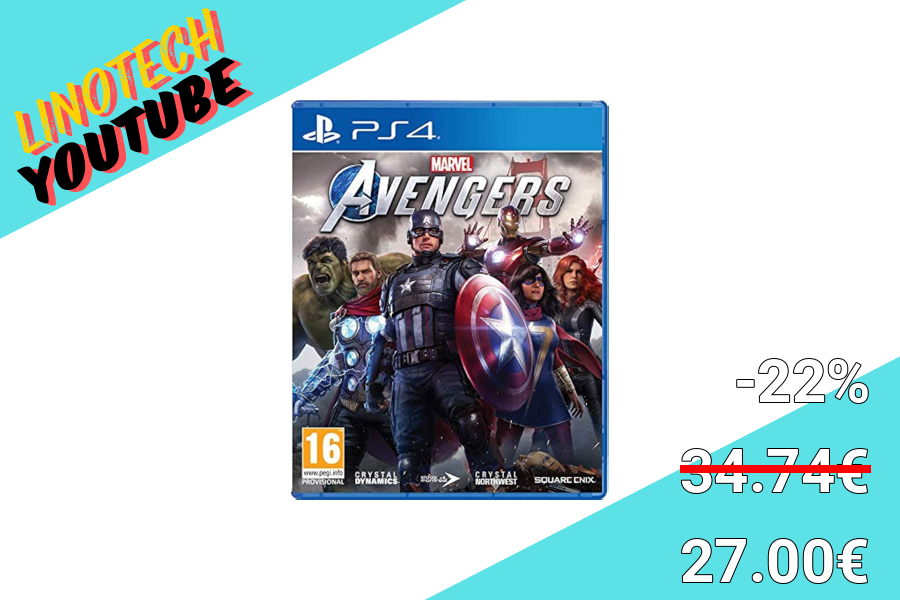 LINOTECH
YOUTUBE
PS4
MARVEL
AVENGERS
A
7
16
www.pegi.info
PROVISIONAL
CRYSTAL
DYNAMICS
CRYSTAL
NORTHWEST
SQUARE ENIX
-22%
34.74€
27.00€